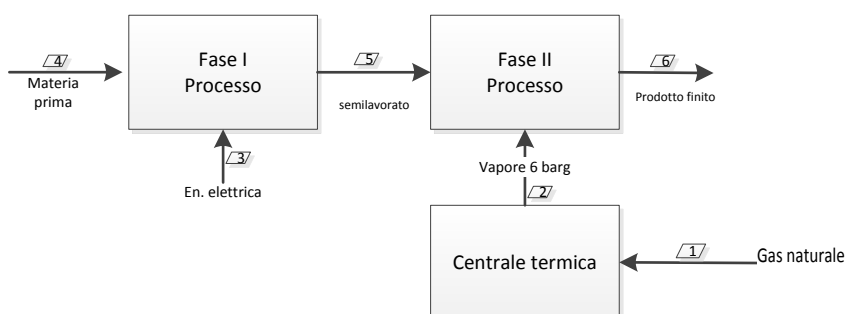 4
Materia
prima
Fase I
Processo
5
semilavorato
Fase II
Processo
6
Prodotto finito
3
En. elettrica
Vapore 6 barg
2
Centrale termica
1
Gas naturale